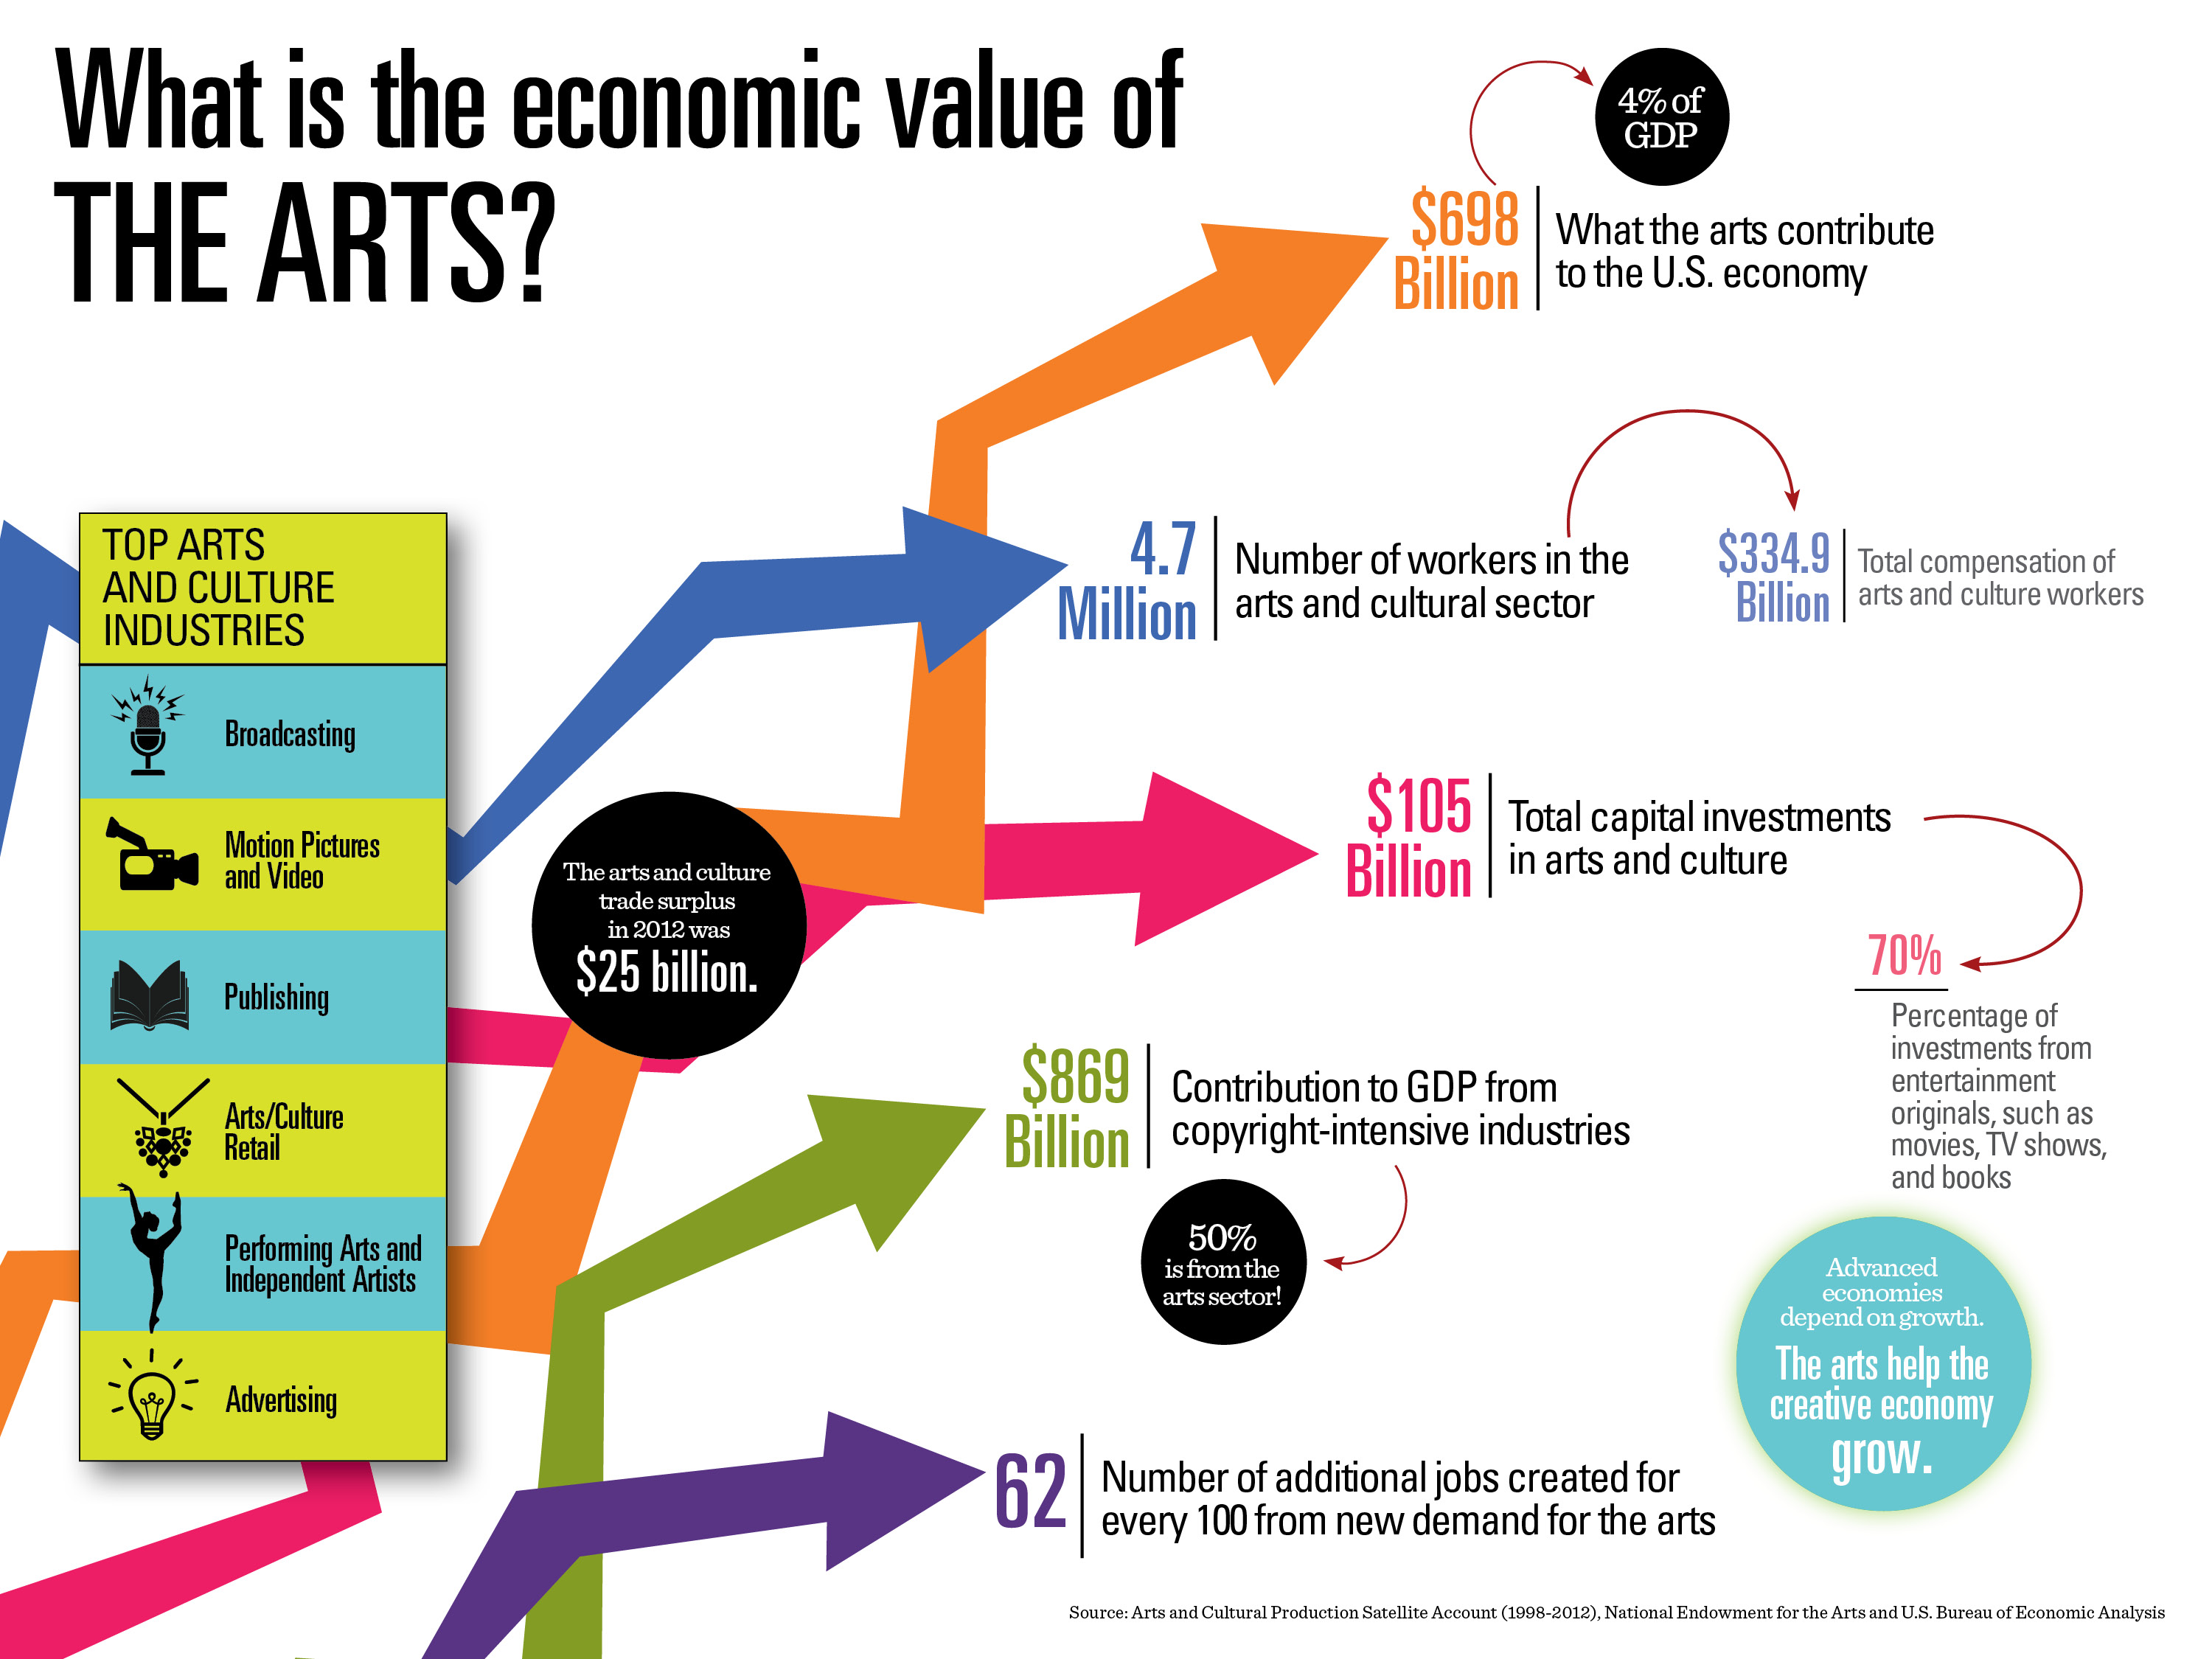 What is the economic value of
THE ARTS?
4% of
GDP
$698
Billion
What the arts contribute
to the U.S. economy
4.7
Million
Number of workers in the
arts and cultural sector
$334.9
Billion
Total compensation of
arts and culture workers
TOP ARTS
AND CULTURE
INDUSTRIES
Broadcasting
Motion Pictures
and Video
Publishing
Arts/Culture
Retail
Performing Arts and
Independent Artists
Advertising
The arts and culture
trade surplus
in 2012 was
$25 billion.
$105
Billion
Total capital investments
in arts and culture
70%
Percentage of
investments from
entertainment
originals, such as
movies, TV shows,
and books
$869
Billion
Contribution to GDP from
copyright-intensive industries
50%
is from the
arts sector!
Advanced
economies
depend on growth.
The arts help the
creative economy
grow.
62
Number of additional jobs created for
every 100 from new demand for the arts
Source: Arts and Cultural Production Satellite Account (1998-2012), National Endowment for the Arts and U.S. Bureau of Economic Analysis